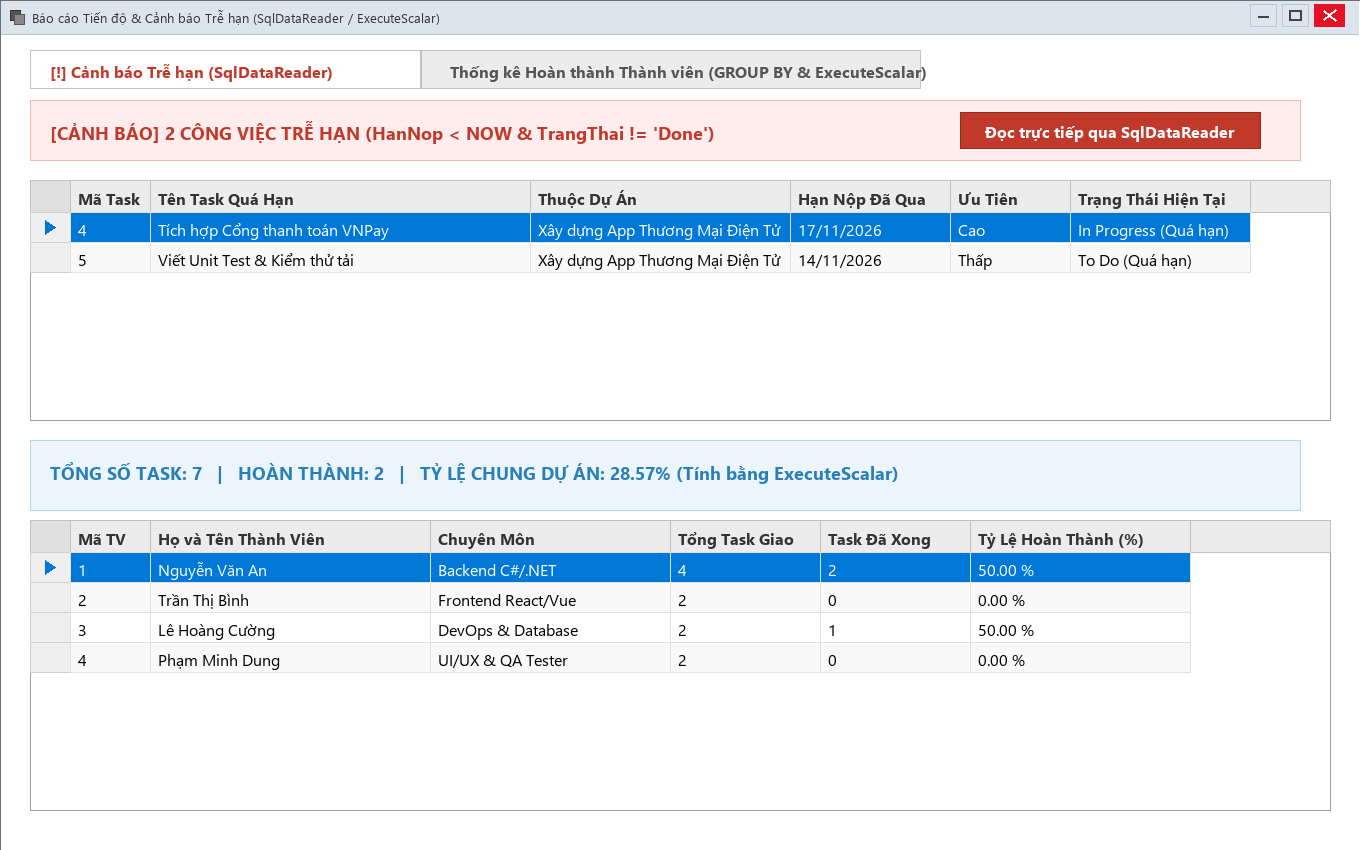 Báo cáo Tiến độ & Cảnh báo Trễ hạn (SqlDataReader / ExecuteScalar)
[!] Cảnh báo Trễ hạn (SqlDataReader) Thống kê Hoàn thành Thành viên (GROUP BY & ExecuteScalar)
[CẢNH BÁO] 2 CÔNG VIỆC TRỄ HẠN (HanNop < NOW & TrangThai != 'Done') Đọc trực tiếp qua SqlDataReader
Mã Task Tên Task Quá Hạn Thuộc Dự Án Hạn Nộp Đã Qua Ưu Tiên Trạng Thái Hiện Tại
4 Tích hợp Cổng thanh toán VNPay Xây dựng App Thương Mại Điện Tử 17/11/2026 Cao In Progress (Quá hạn)
5 Viết Unit Test & Kiểm thử tải Xây dựng App Thương Mại Điện Tử 14/11/2026 Thấp To Do (Quá hạn)
TỔNG SỐ TASK: 7 | HOÀN THÀNH: 2 | TỶ LỆ CHUNG DỰ ÁN: 28.57% (Tính bằng ExecuteScalar)
Mã TV Họ và Tên Thành Viên Chuyên Môn Tổng Task Giao Task Đã Xong Tỷ Lệ Hoàn Thành (%)
1 Nguyễn Văn An Backend C#/.NET 4 2 50.00 %
2 Trần Thị Bình Frontend React/Vue 2 0 0.00 %
3 Lê Hoàng Cường DevOps & Database 2 1 50.00 %
4 Phạm Minh Dung UI/UX & QA Tester 2 0 0.00 %